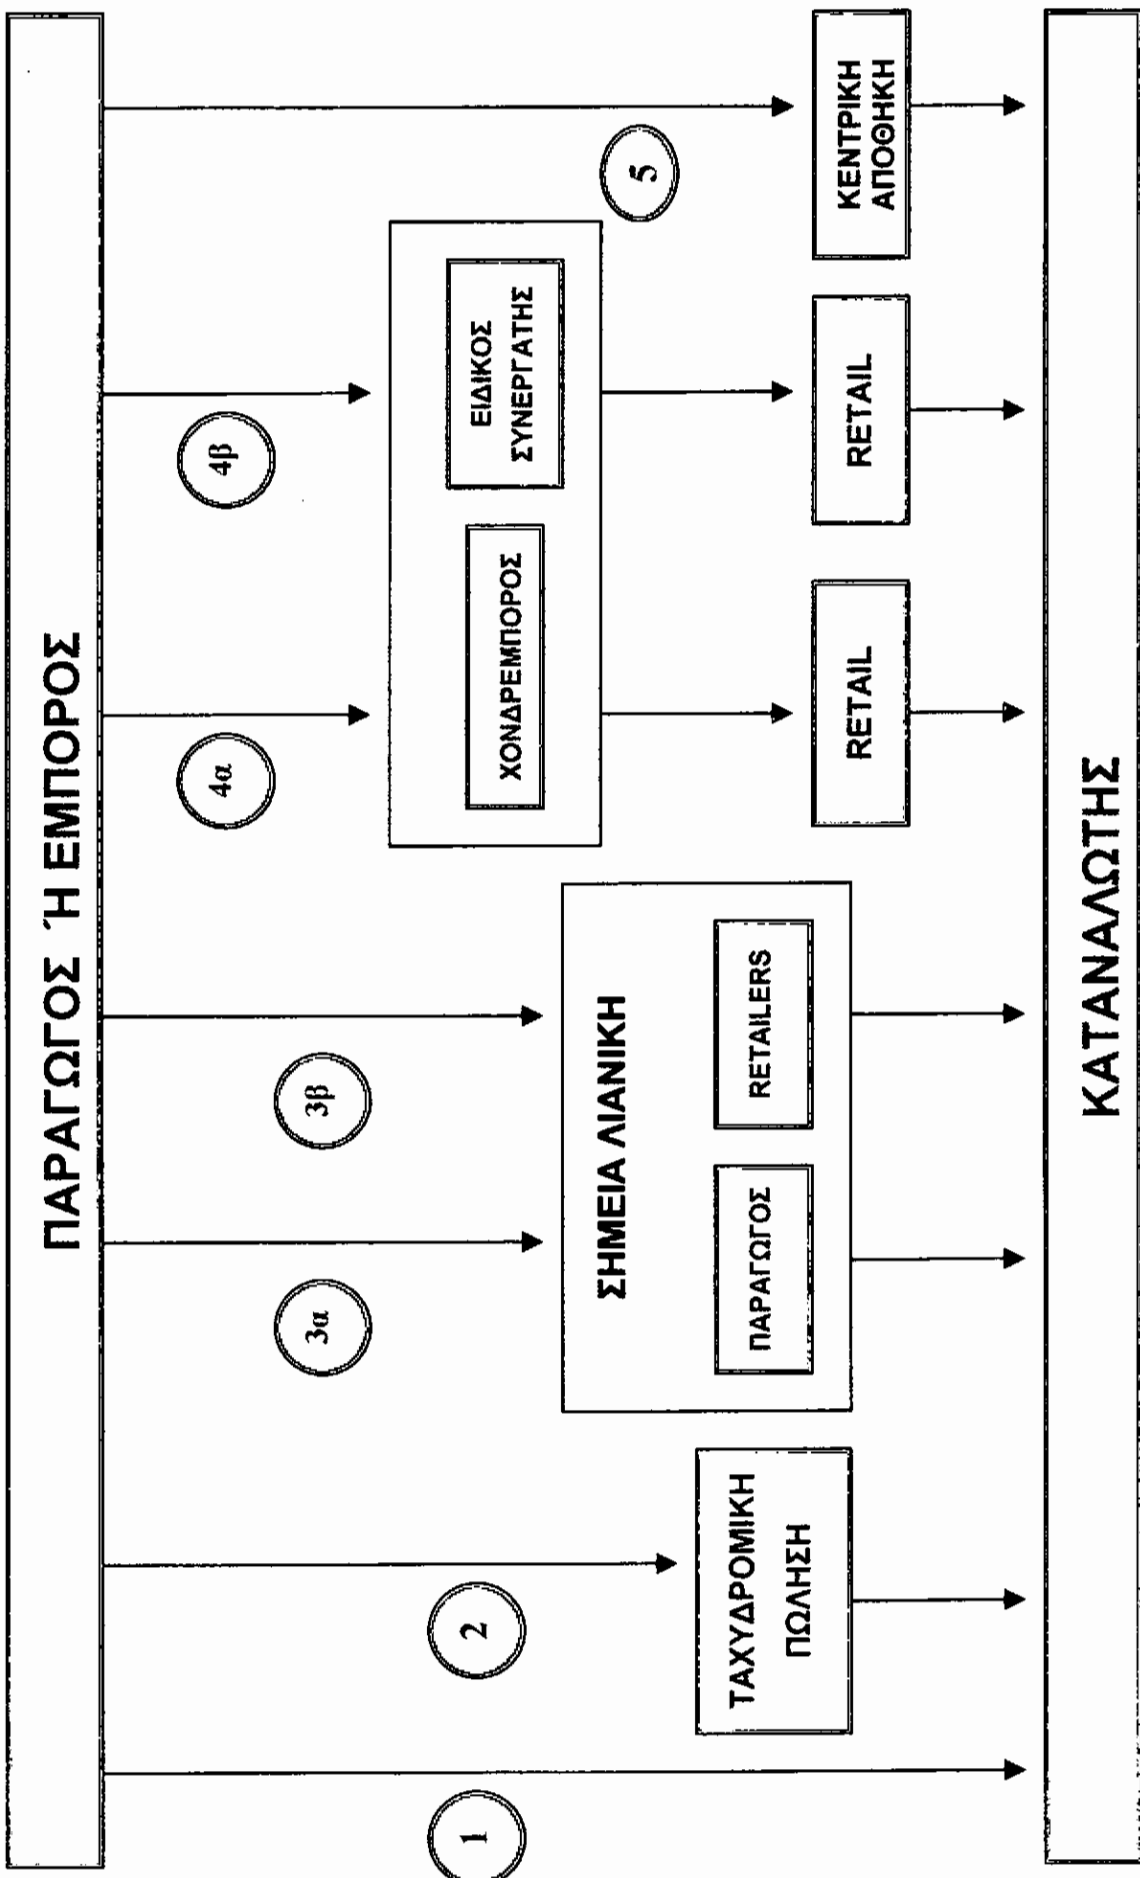 ΠΑΡΑΓΩΓΟΣ Ή ΕΜΠΟΡΟΣ
1
2
3α
3β
4α
4β
5
ΤΑΧΥΔΡΟΜΙΚΗ
ΠΩΛΗΣΗ
ΣΗΜΕΙΑ ΛΙΑΝΙΚΗ
ΠΑΡΑΓΩΓΟΣ
RETAILERS
ΧΟΝΔΡΕΜΠΟΡΟΣ
ΕΙΔΙΚΟΣ
ΣΥΝΕΡΓΑΤΗΣ
RETAIL
RETAIL
ΚΕΝΤΡΙΚΗ
ΑΠΟΘΗΚΗ
ΚΑΤΑΝΑΛΩΤΗΣ